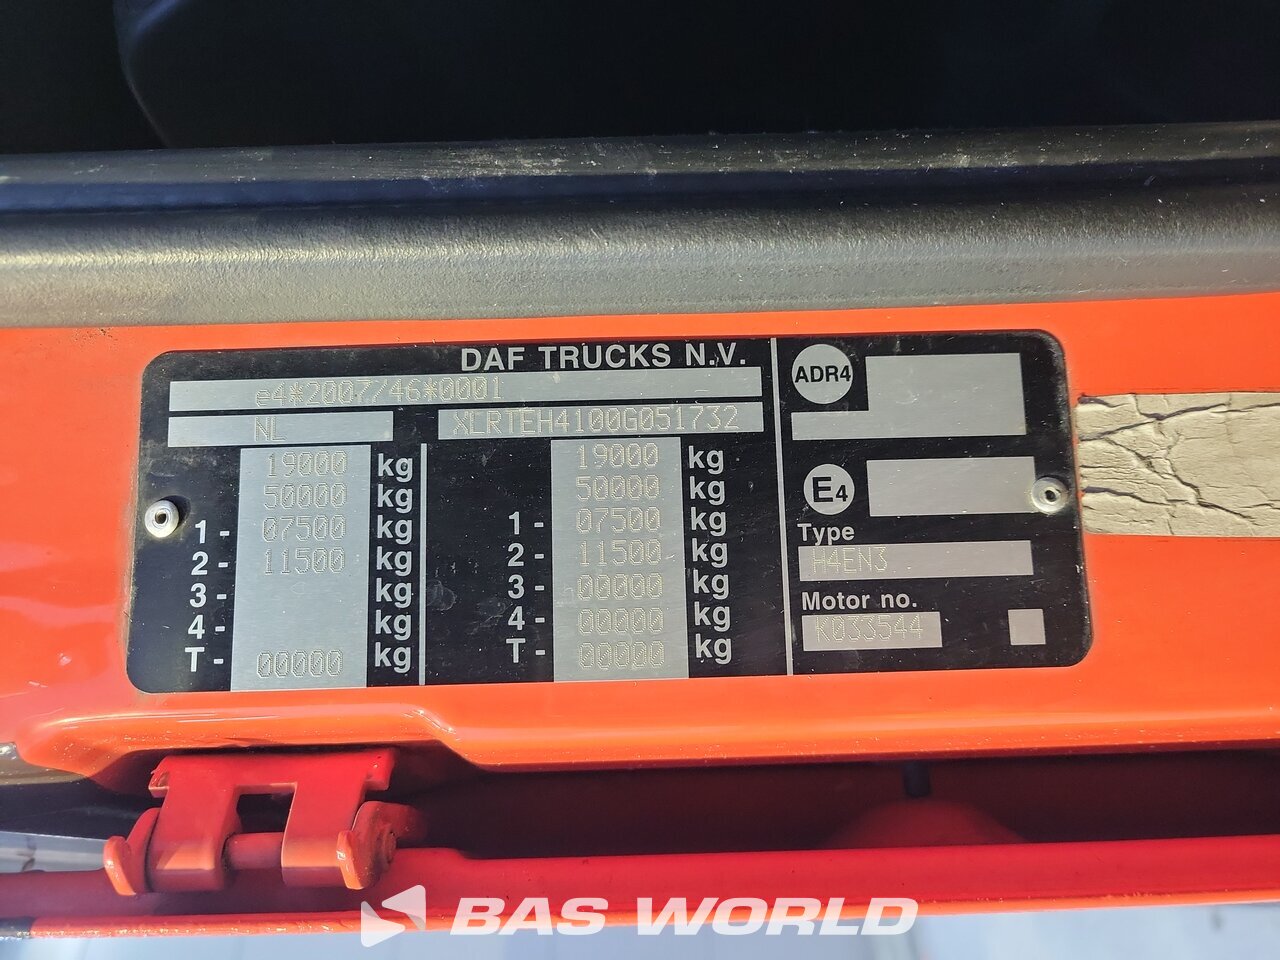 DAF TRUCKS N.V.
e4*2007/46*0001
NL XLRTEH4100G051732
19000 kg 19000 kg
50000 kg 50000 kg
1- 07500 kg 1- 07500 kg
2- 11500 kg 2- 11500 kg
3- kg 3- 00000 kg
4- kg 4- 00000 kg
T- 00000 kg T- 00000 kg
ADR4
E4
Type
H4EN3
Motor no.
K033544
BAS WORLD